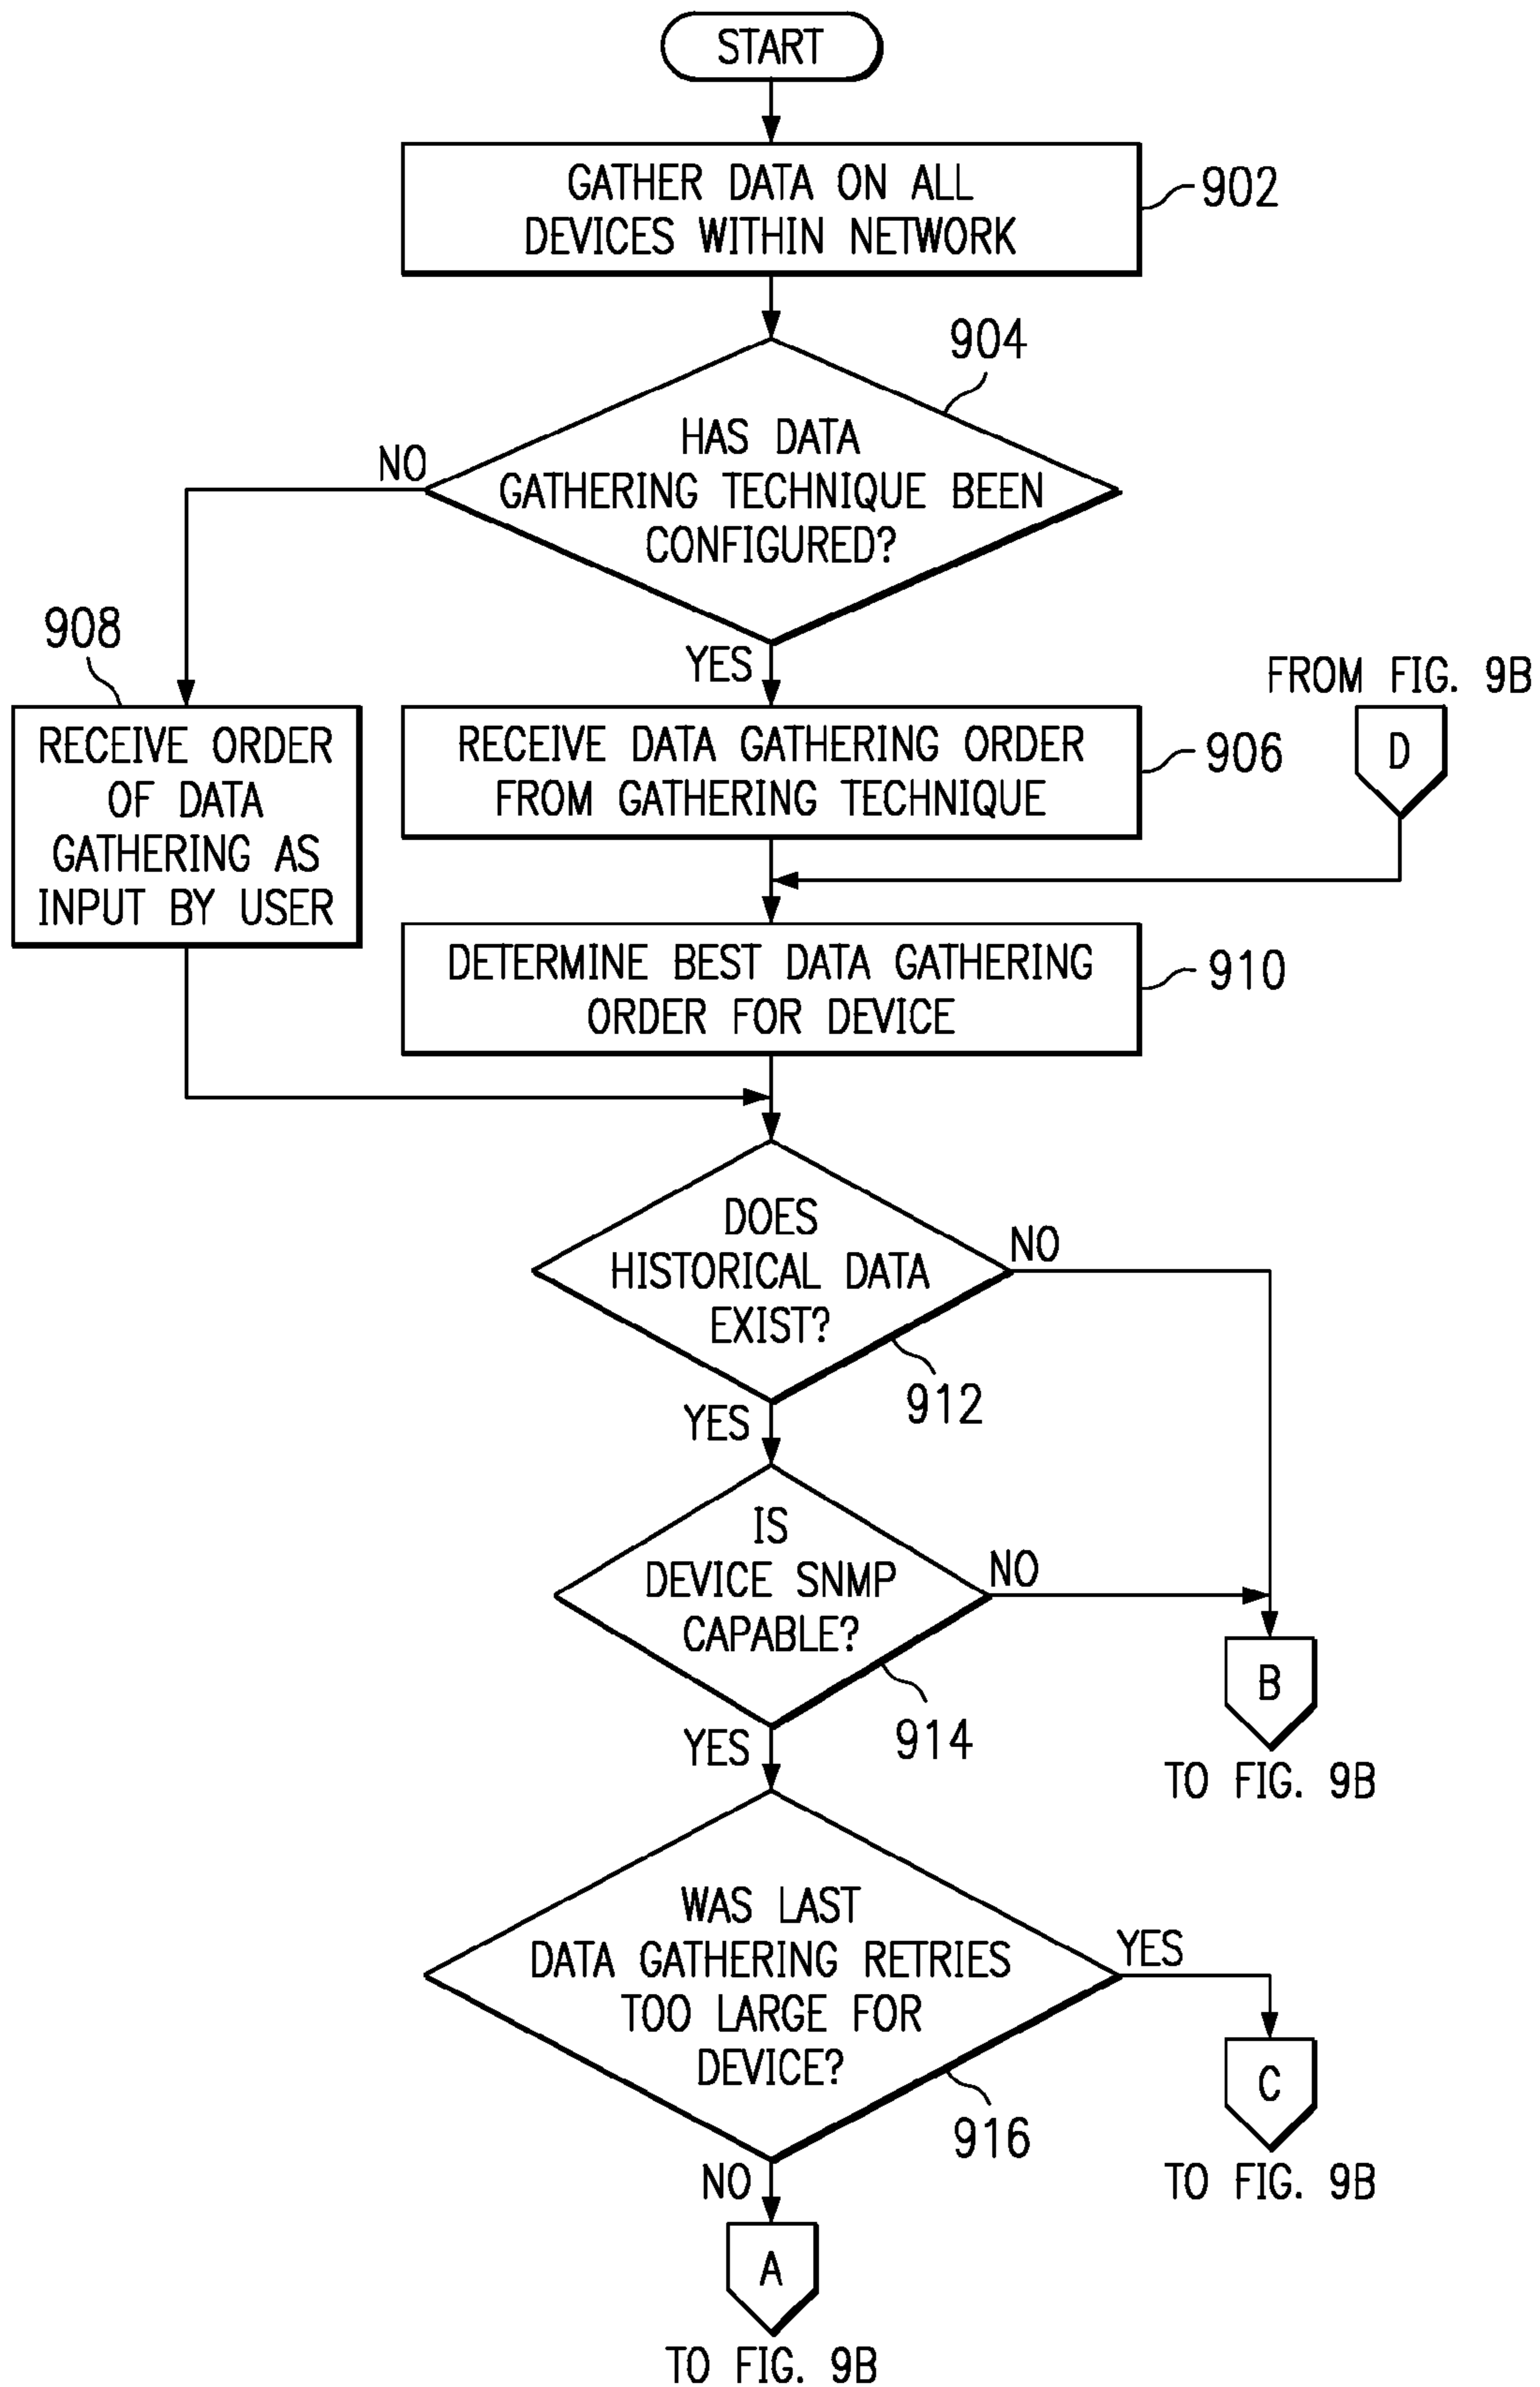 START
GATHER DATA ON ALL
DEVICES WITHIN NETWORK
902
904
HAS DATA
GATHERING TECHNIQUE BEEN
CONFIGURED?
NO
YES
908
RECEIVE ORDER
OF DATA
GATHERING AS
INPUT BY USER
RECEIVE DATA GATHERING ORDER
FROM GATHERING TECHNIQUE
906
FROM FIG. 9B
D
DETERMINE BEST DATA GATHERING
ORDER FOR DEVICE
910
DOES
HISTORICAL DATA
EXIST?
NO
912
YES
IS
DEVICE SNMP
CAPABLE?
NO
914
YES
B
TO FIG. 9B
WAS LAST
DATA GATHERING RETRIES
TOO LARGE FOR
DEVICE?
YES
916
C
TO FIG. 9B
NO
A
TO FIG. 9B